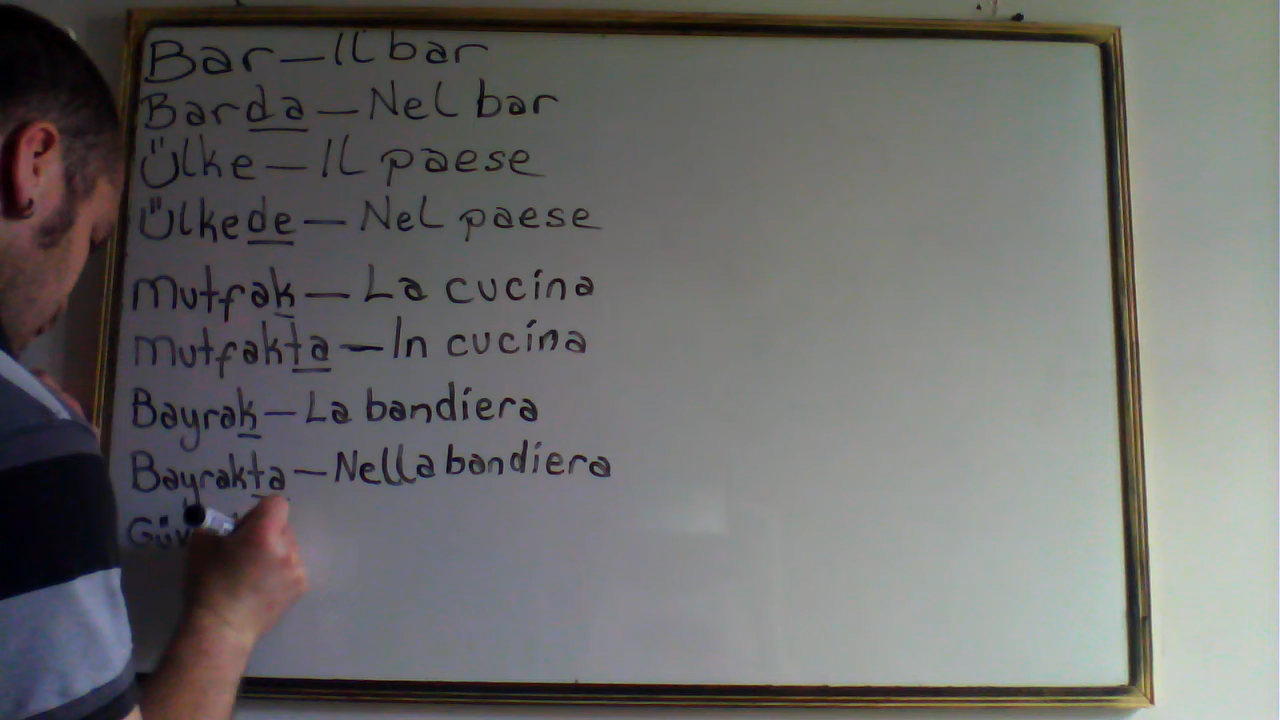 Bar – Il bar
Barda – Nel bar
Ülke – Il paese
Ülkede – Nel paese
Mutfak – La cucina
Mutfakta – In cucina
Bayrak – La bandiera
Bayrakta – Nella bandiera